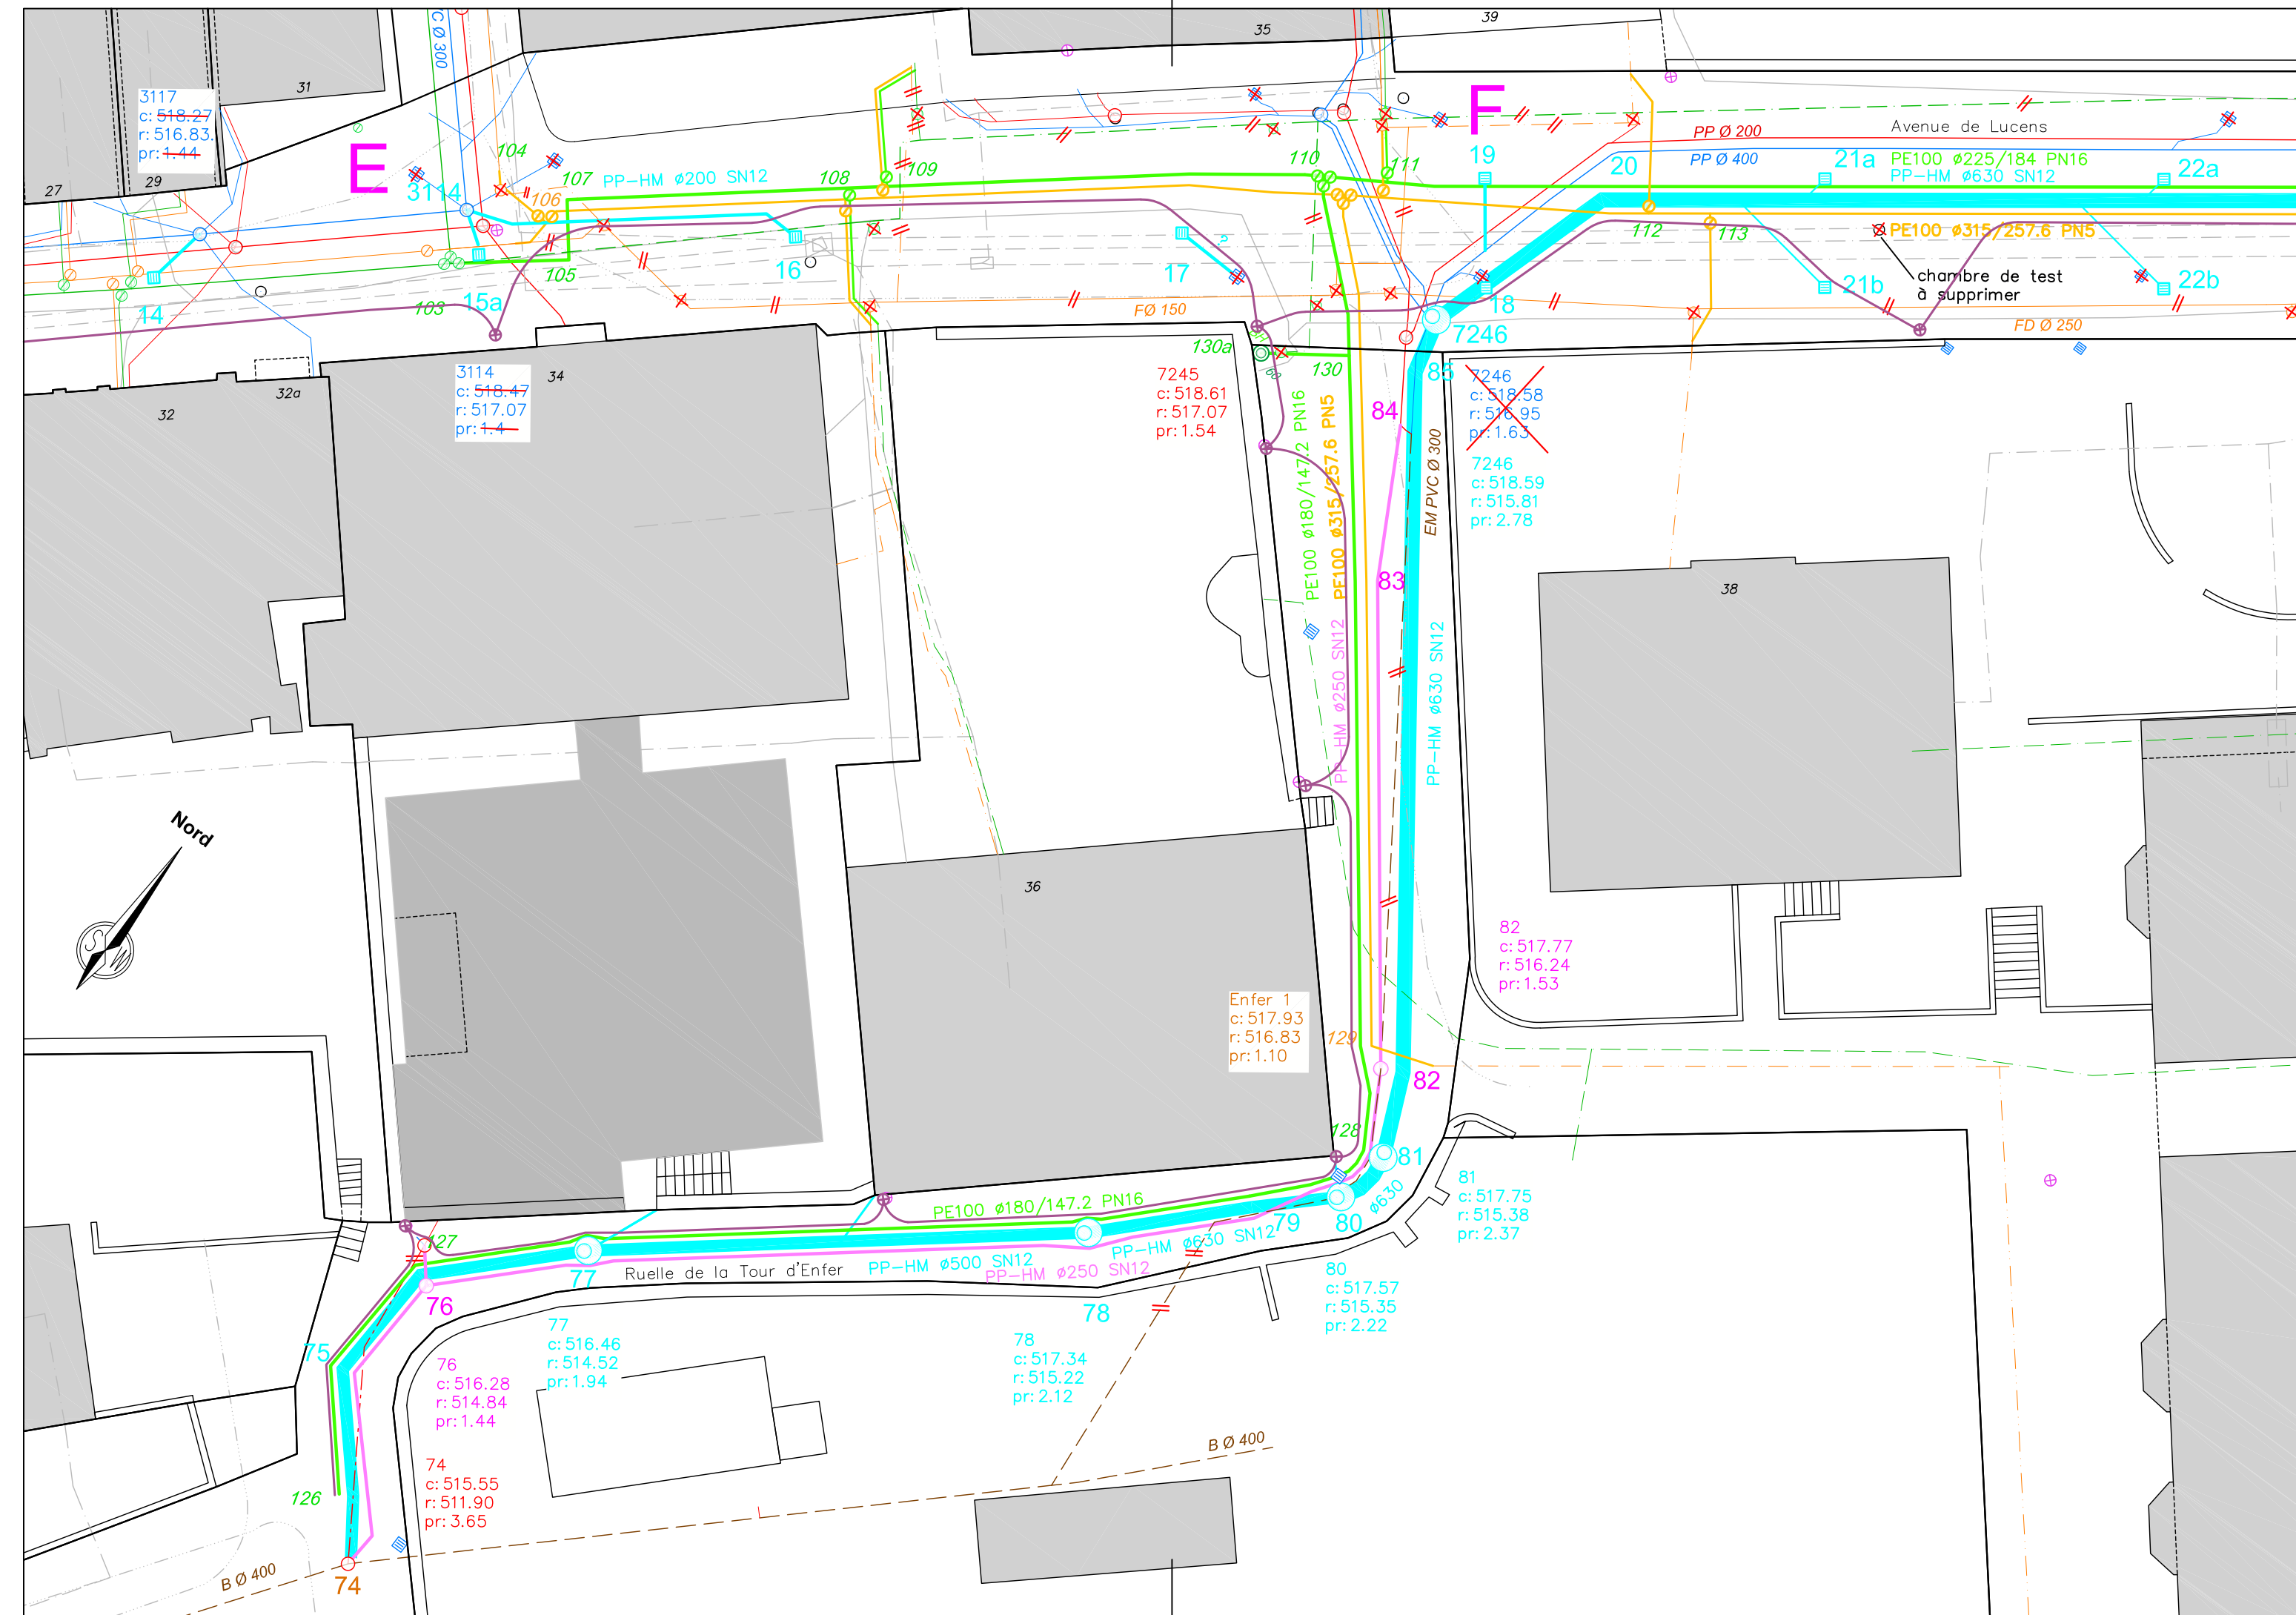 VC Ø 300
31
35
39
3117
c: 518.27
r: 516.83
pr: 1.44
27
29
E
3114
104
106
107
PP-HM ø200 SN12
108
109
110
111
F
19
20
PP Ø 200
PP Ø 400
Avenue de Lucens
21a
PE100 ø225/184 PN16
PP-HM ø630 SN12
22a
14
103
15a
105
16
17
?
18
7246
112
113
PE100 ø315/257.6 PN5
chambre de test
à supprimer
21b
22b
FØ 150
FD Ø 250
32
32a
34
3114
c: 518.47
r: 517.07
pr: 1.4
130a
60
130
85
7245
c: 518.61
r: 517.07
pr: 1.54
84
7246
c: 518.58
r: 516.95
pr: 1.63
7246
c: 518.59
r: 515.81
pr: 2.78
PE100 ø180/147.2 PN16
PE100 ø315/257.6 PN5
EM PVC Ø 300
83
38
PP-HM ø250 SN12
PP-HM ø630 SN12
Nord
36
82
c: 517.77
r: 516.24
pr: 1.53
Enfer 1
c: 517.93
r: 516.83
pr: 1.10
129
82
128
81
81
c: 517.75
r: 515.38
pr: 2.37
PE100 ø180/147.2 PN16
79
80
ø630
127
77
Ruelle de la Tour d'Enfer
PP-HM ø500 SN12
PP-HM ø250 SN12
PP-HM ø630 SN12
76
78
80
c: 517.57
r: 515.35
pr: 2.22
75
77
c: 516.46
r: 514.52
pr: 1.94
78
c: 517.34
r: 515.22
pr: 2.12
76
c: 516.28
r: 514.84
pr: 1.44
74
c: 515.55
r: 511.90
pr: 3.65
126
B Ø 400
B Ø 400
74